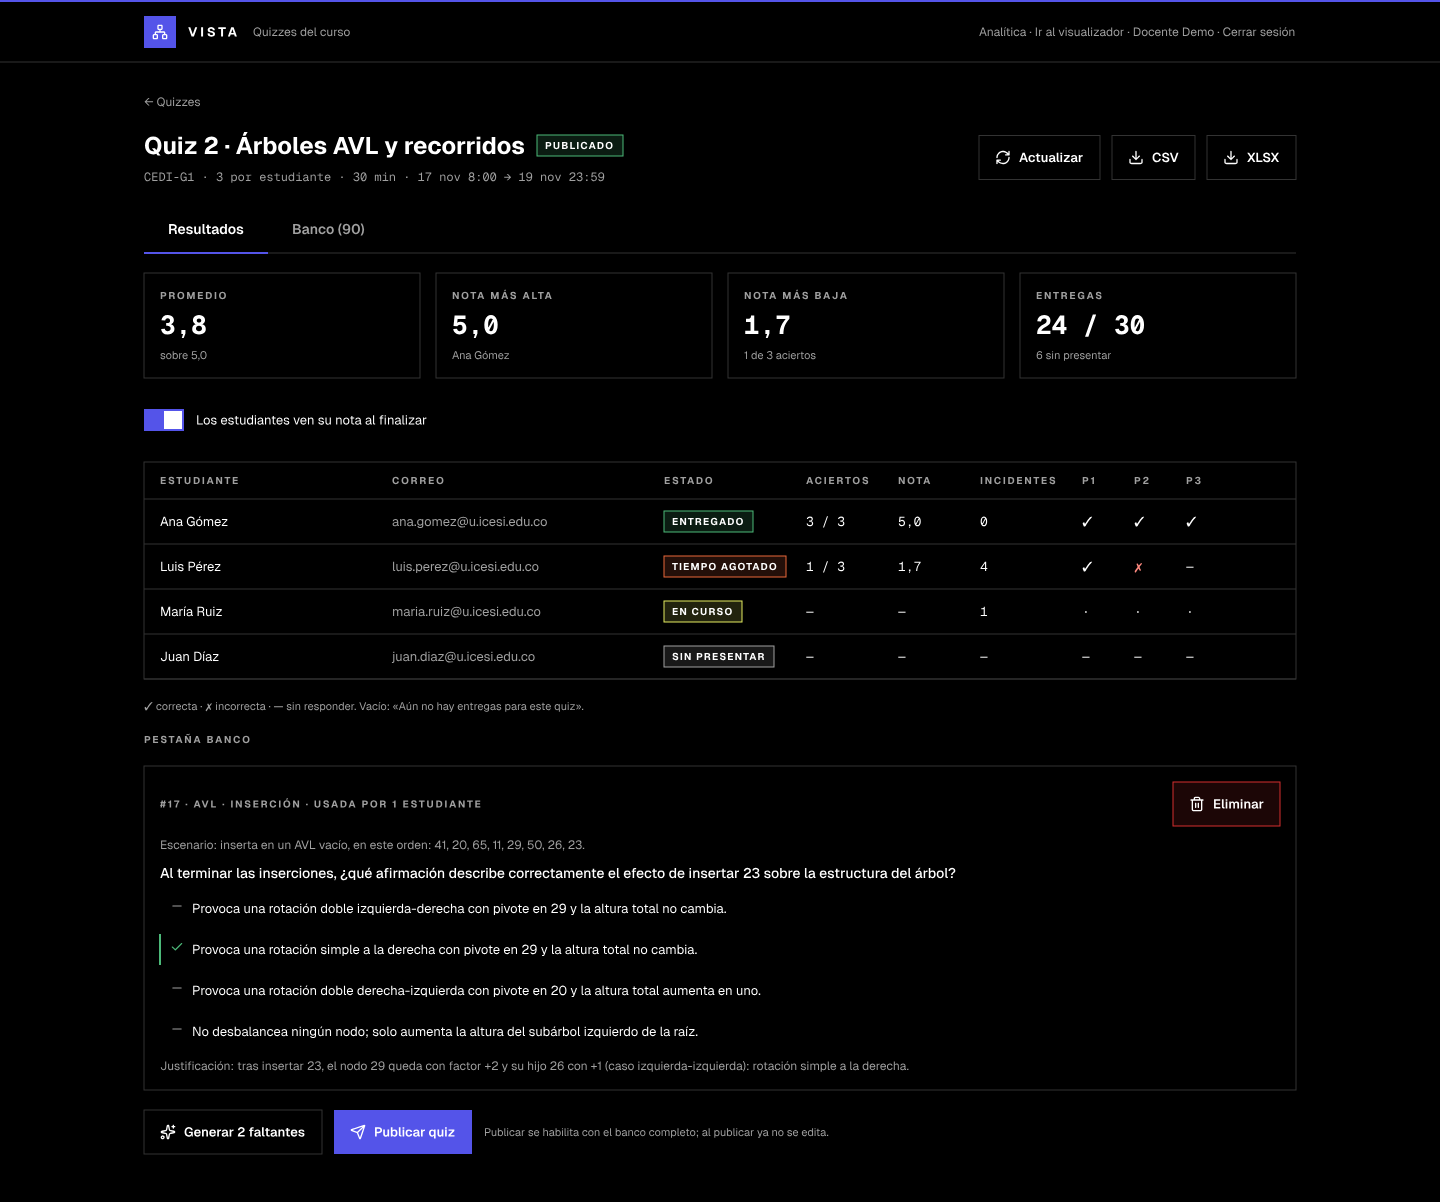 VISTA Quizzes del curso Analítica · Ir al visualizador · Docente Demo · Cerrar sesión
← Quizzes
Quiz 2 · Árboles AVL y recorridos PUBLICADO
Actualizar CSV XLSX
CEDI-G1 · 3 por estudiante · 30 min · 17 nov 8:00 → 19 nov 23:59
Resultados Banco (90)
PROMEDIO NOTA MÁS ALTA NOTA MÁS BAJA ENTREGAS
3,8 5,0 1,7 24 / 30
sobre 5,0 Ana Gómez 1 de 3 aciertos 6 sin presentar
Los estudiantes ven su nota al finalizar
ESTUDIANTE CORREO ESTADO ACIERTOS NOTA INCIDENTES P1 P2 P3
Ana Gómez ana.gomez@u.icesi.edu.co ENTREGADO 3 / 3 5,0 0 ✓ ✓ ✓
Luis Pérez luis.perez@u.icesi.edu.co TIEMPO AGOTADO 1 / 3 1,7 4 ✓ ✗ —
María Ruiz maria.ruiz@u.icesi.edu.co EN CURSO — — 1 · · ·
Juan Díaz juan.diaz@u.icesi.edu.co SIN PRESENTAR — — — — — —
✓ correcta · ✗ incorrecta · — sin responder. Vacío: «Aún no hay entregas para este quiz».
PESTAÑA BANCO
#17 · AVL · INSERCIÓN · USADA POR 1 ESTUDIANTE Eliminar
Escenario: inserta en un AVL vacío, en este orden: 41, 20, 65, 11, 29, 50, 26, 23.
Al terminar las inserciones, ¿qué afirmación describe correctamente el efecto de insertar 23 sobre la estructura del árbol?
— Provoca una rotación doble izquierda-derecha con pivote en 29 y la altura total no cambia.
✓ Provoca una rotación simple a la derecha con pivote en 29 y la altura total no cambia.
— Provoca una rotación doble derecha-izquierda con pivote en 20 y la altura total aumenta en uno.
— No desbalancea ningún nodo; solo aumenta la altura del subárbol izquierdo de la raíz.
Justificación: tras insertar 23, el nodo 29 queda con factor +2 y su hijo 26 con +1 (caso izquierda-izquierda): rotación simple a la derecha.
Generar 2 faltantes Publicar quiz Publicar se habilita con el banco completo; al publicar ya no se edita.